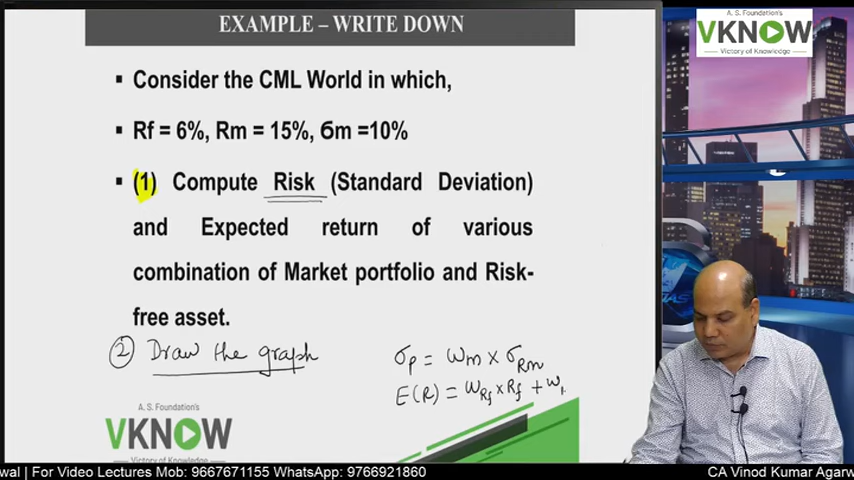 EXAMPLE – WRITE DOWN
A. S. Foundation's
VKNOW
Victory of Knowledge
▪ Consider the CML World in which,
▪ Rf = 6%, Rm = 15%, Ϭm =10%
▪ (1) Compute Risk (Standard Deviation)
and Expected return of various
combination of Market portfolio and Risk-
free asset.
② Draw the graph
σp = ωm × σRm
E(R) = ωRf × Rf + ω
A. S. Foundation's
VKNOW
Victory of Knowledge
wal | For Video Lectures Mob: 9667671155 WhatsApp: 9766921860
CA Vinod Kumar Agarw